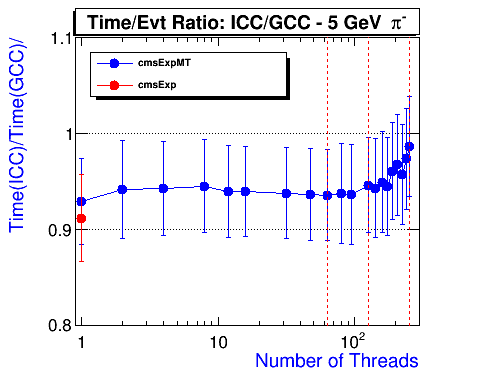 Time/Evt Ratio: ICC/GCC - 5 GeV π⁻
Time(ICC)/Time(GCC)/
1.1
1
0.9
0.8
cmsExpMT
cmsExp
1
10
10²
Number of Threads